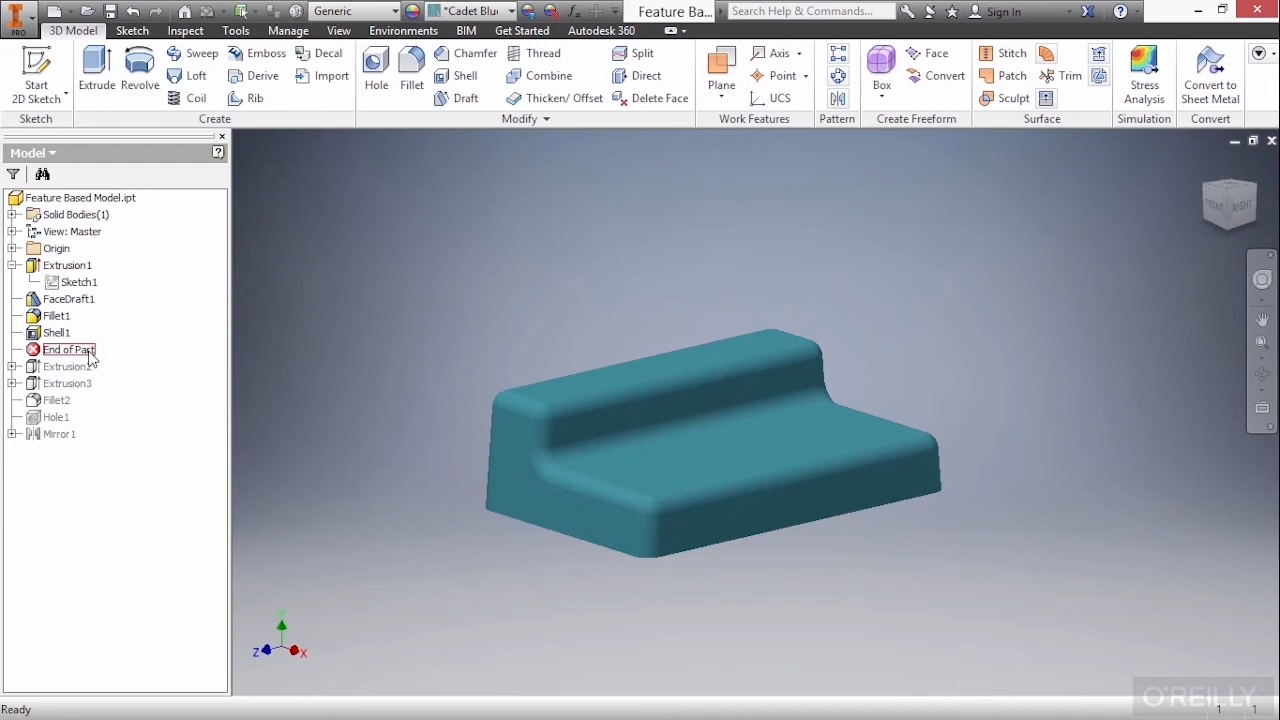 PRO
Generic
*Cadet Blue
Feature Ba...
Search Help & Commands...
Sign In
3D Model Sketch Inspect Tools Manage View Environments BIM Get Started Autodesk 360
Start
2D Sketch
Extrude
Revolve
Sweep
Loft
Coil
Emboss
Derive
Rib
Decal
Import
Hole
Fillet
Chamfer
Shell
Draft
Thread
Combine
Thicken/ Offset
Split
Direct
Delete Face
Plane
Axis
Point
UCS
Box
Face
Convert
Stitch
Patch
Sculpt
Trim
Stress
Analysis
Convert to
Sheet Metal
Sketch Create Modify Work Features Pattern Create Freeform Surface Simulation Convert
Model
Feature Based Model.ipt
Solid Bodies(1)
View: Master
Origin
Extrusion1
Sketch1
FaceDraft1
Fillet1
Shell1
End of Part
Extrusion2
Extrusion3
Fillet2
Hole1
Mirror1
FRONT RIGHT
Y
Z X
Ready
O'REILLY
1 1